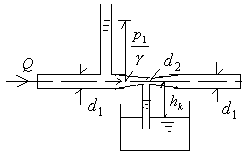 p₁
γ
d₂
Q
d₁
hₖ
d₁